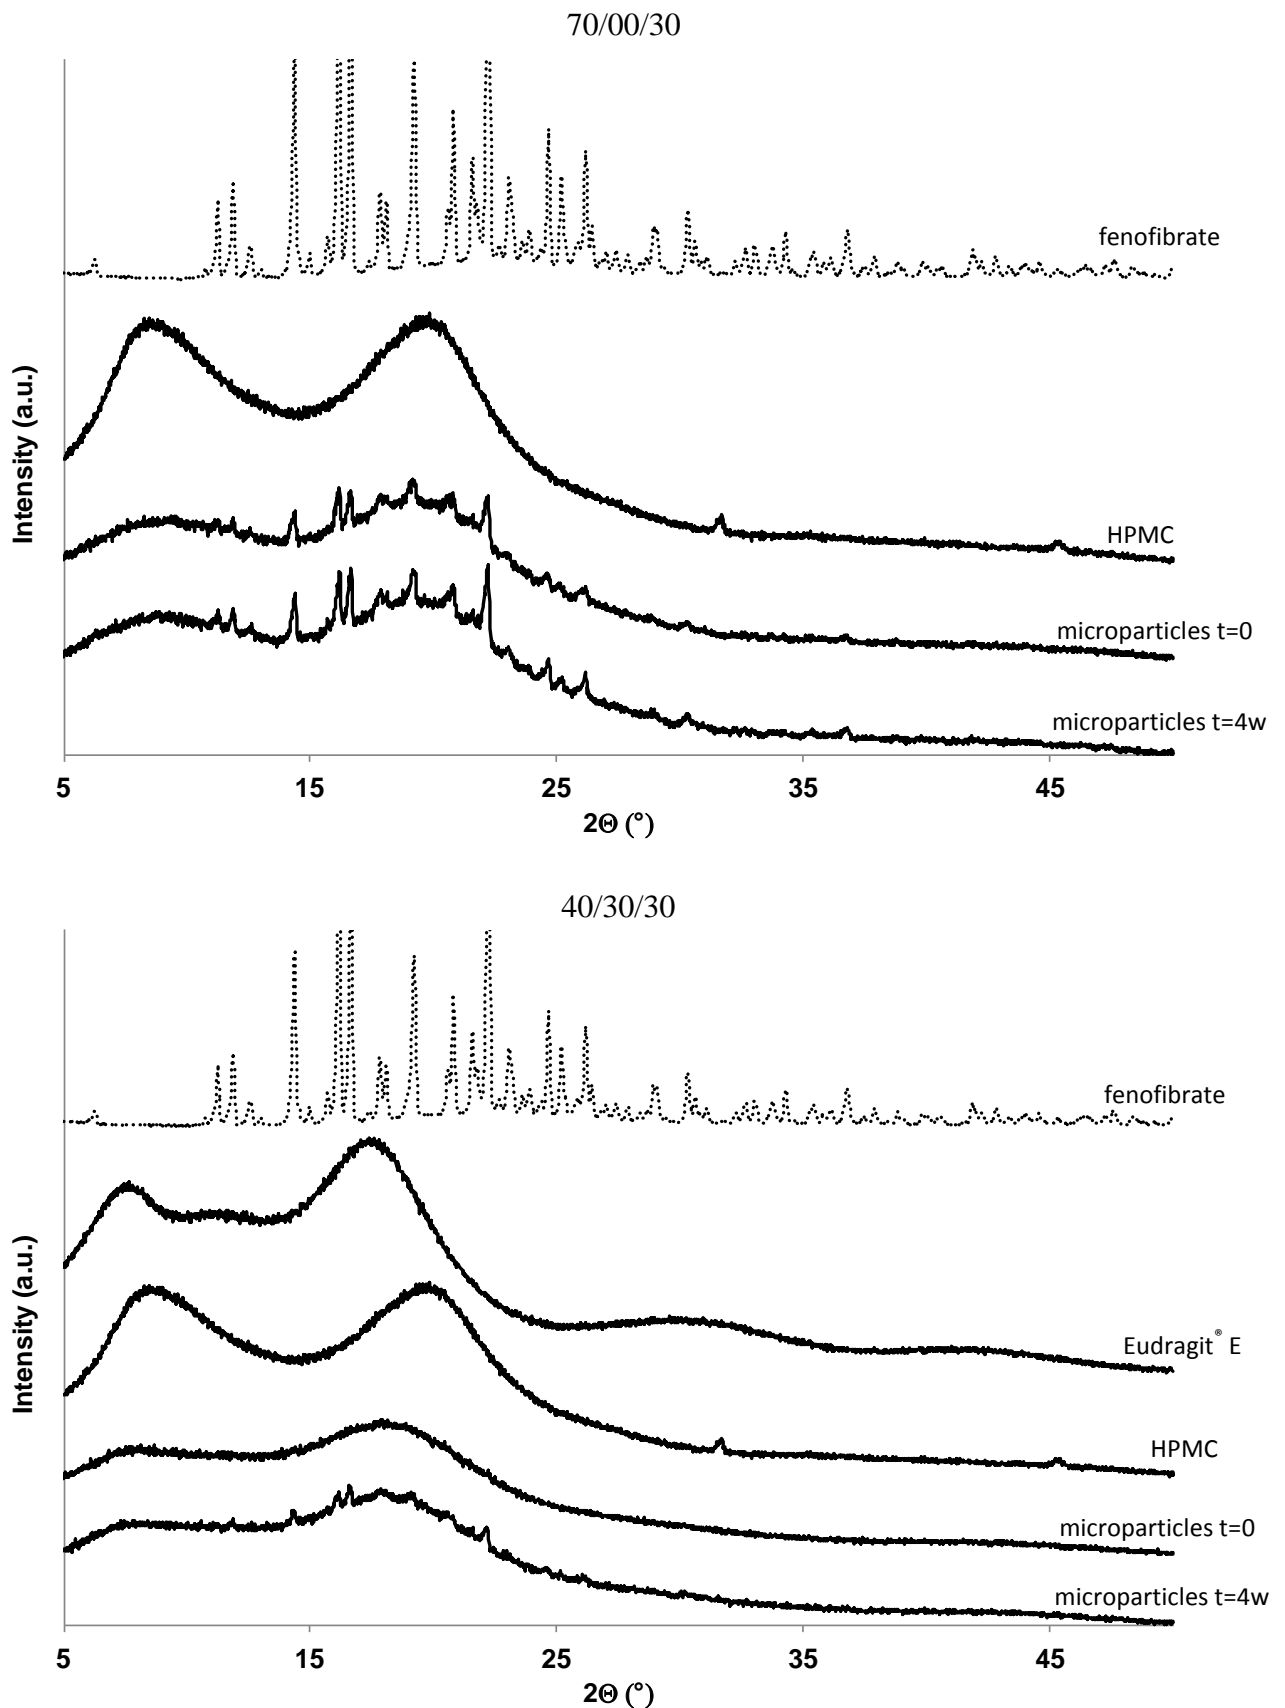 70/00/30
fenofibrate
HPMC
microparticles t=0
microparticles t=4w
Intensity (a.u.)
5 15 25 35 45
2Θ (°)
40/30/30
fenofibrate
Eudragit® E
HPMC
microparticles t=0
microparticles t=4w
Intensity (a.u.)
5 15 25 35 45
2Θ (°)